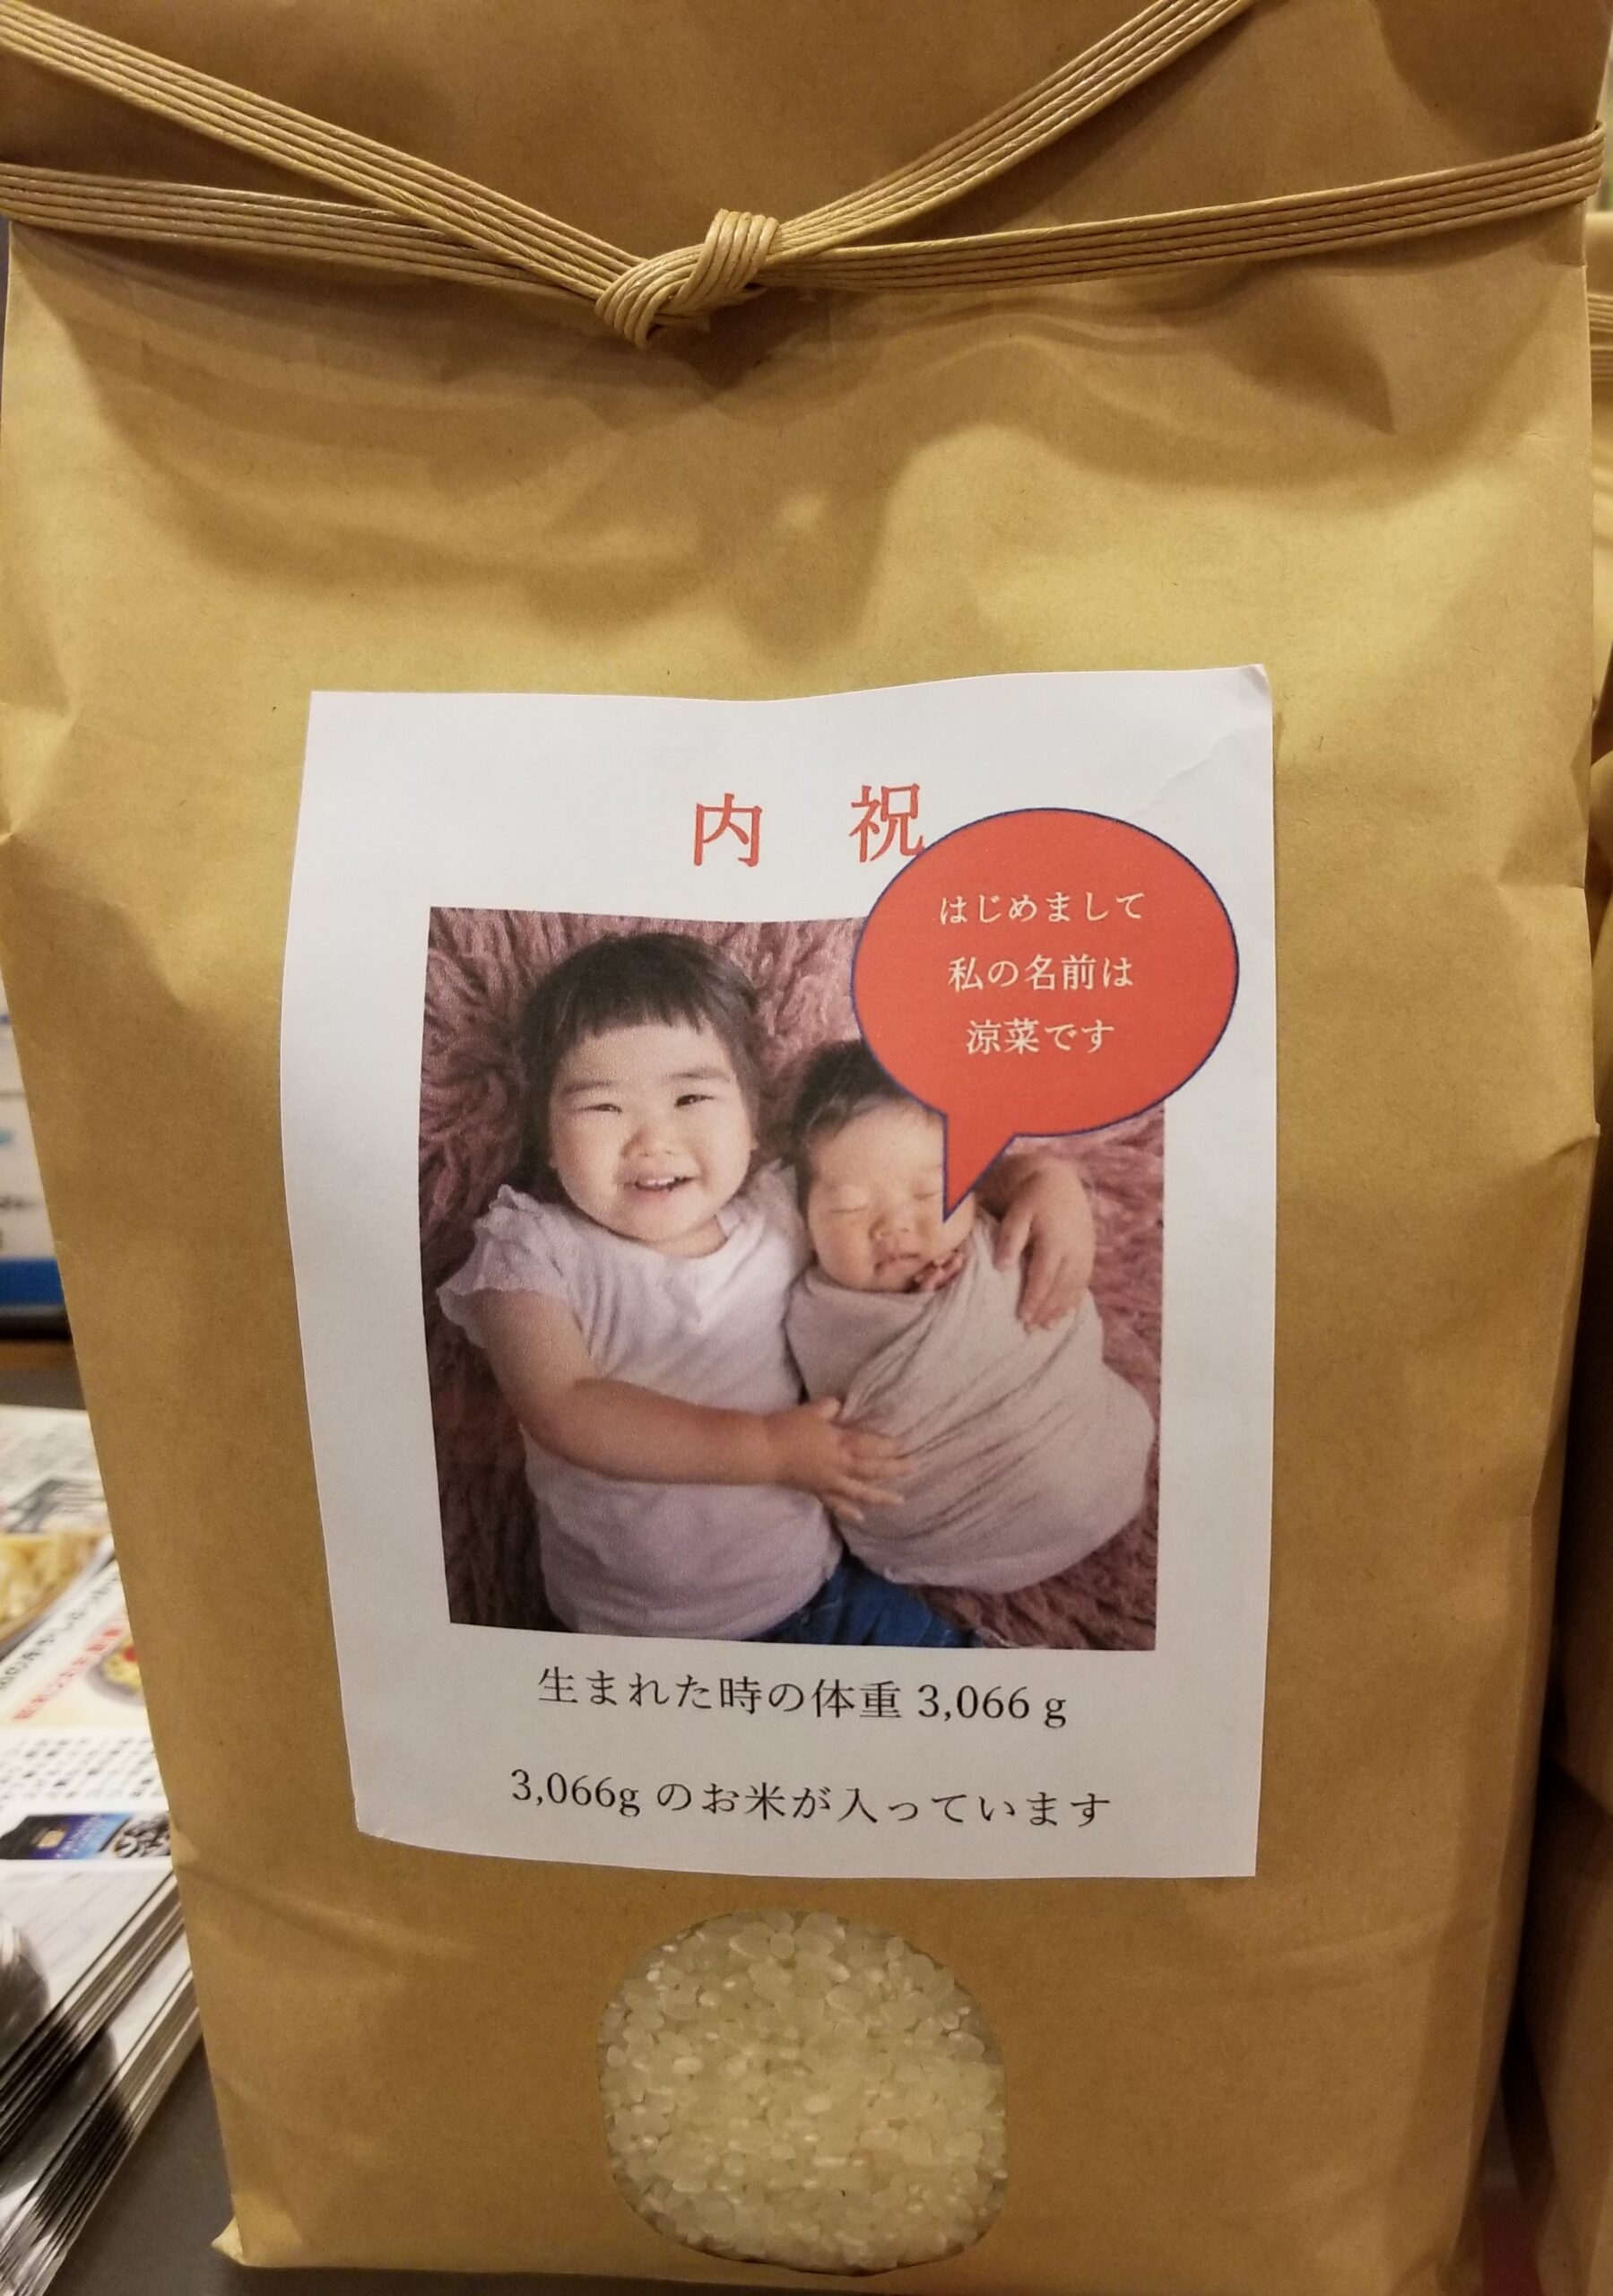 内 祝
はじめまして
私の名前は
涼菜です
生まれた時の体重 3,066 g
3,066g のお米が入っています